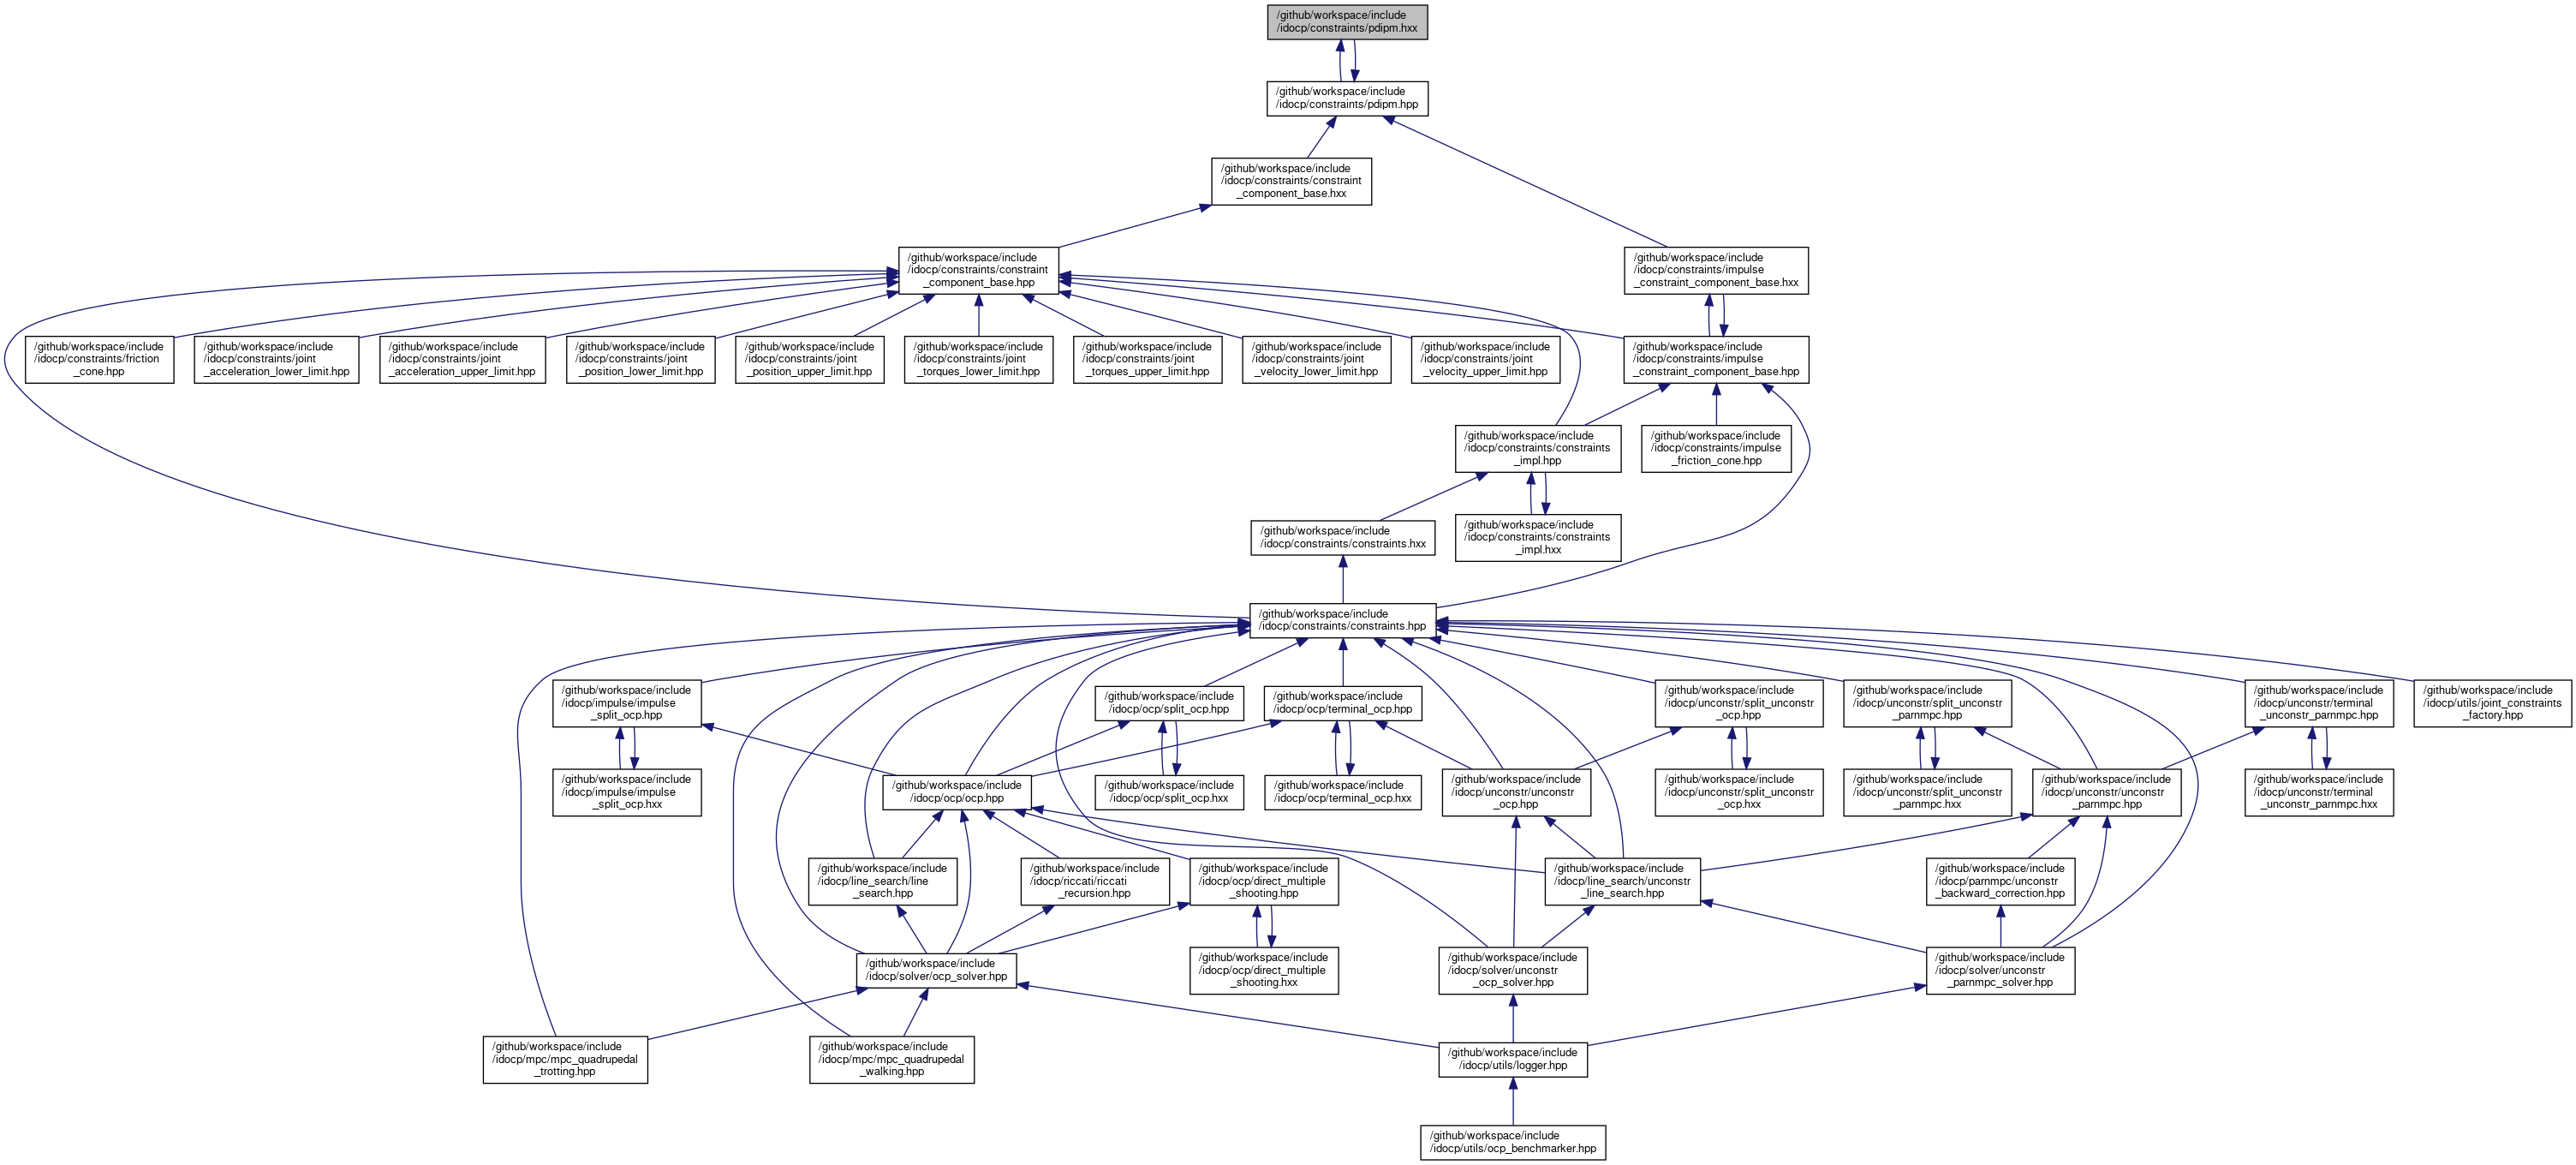 /github/workspace/include
/idocp/constraints/pdipm.hxx
/github/workspace/include
/idocp/constraints/pdipm.hpp
/github/workspace/include
/idocp/constraints/constraint
_component_base.hxx
/github/workspace/include
/idocp/constraints/constraint
_component_base.hpp
/github/workspace/include
/idocp/constraints/impulse
_constraint_component_base.hxx
/github/workspace/include
/idocp/constraints/friction
_cone.hpp
/github/workspace/include
/idocp/constraints/joint
_acceleration_lower_limit.hpp
/github/workspace/include
/idocp/constraints/joint
_acceleration_upper_limit.hpp
/github/workspace/include
/idocp/constraints/joint
_position_lower_limit.hpp
/github/workspace/include
/idocp/constraints/joint
_position_upper_limit.hpp
/github/workspace/include
/idocp/constraints/joint
_torques_lower_limit.hpp
/github/workspace/include
/idocp/constraints/joint
_torques_upper_limit.hpp
/github/workspace/include
/idocp/constraints/joint
_velocity_lower_limit.hpp
/github/workspace/include
/idocp/constraints/joint
_velocity_upper_limit.hpp
/github/workspace/include
/idocp/constraints/impulse
_constraint_component_base.hpp
/github/workspace/include
/idocp/constraints/constraints
_impl.hpp
/github/workspace/include
/idocp/constraints/impulse
_friction_cone.hpp
/github/workspace/include
/idocp/constraints/constraints.hxx
/github/workspace/include
/idocp/constraints/constraints
_impl.hxx
/github/workspace/include
/idocp/constraints/constraints.hpp
/github/workspace/include
/idocp/impulse/impulse
_split_ocp.hpp
/github/workspace/include
/idocp/ocp/split_ocp.hpp
/github/workspace/include
/idocp/ocp/terminal_ocp.hpp
/github/workspace/include
/idocp/unconstr/split_unconstr
_ocp.hpp
/github/workspace/include
/idocp/unconstr/split_unconstr
_parnmpc.hpp
/github/workspace/include
/idocp/unconstr/terminal
_unconstr_parnmpc.hpp
/github/workspace/include
/idocp/utils/joint_constraints
_factory.hpp
/github/workspace/include
/idocp/impulse/impulse
_split_ocp.hxx
/github/workspace/include
/idocp/ocp/ocp.hpp
/github/workspace/include
/idocp/ocp/split_ocp.hxx
/github/workspace/include
/idocp/ocp/terminal_ocp.hxx
/github/workspace/include
/idocp/unconstr/unconstr
_ocp.hpp
/github/workspace/include
/idocp/unconstr/split_unconstr
_ocp.hxx
/github/workspace/include
/idocp/unconstr/split_unconstr
_parnmpc.hxx
/github/workspace/include
/idocp/unconstr/unconstr
_parnmpc.hpp
/github/workspace/include
/idocp/unconstr/terminal
_unconstr_parnmpc.hxx
/github/workspace/include
/idocp/line_search/line
_search.hpp
/github/workspace/include
/idocp/riccati/riccati
_recursion.hpp
/github/workspace/include
/idocp/ocp/direct_multiple
_shooting.hpp
/github/workspace/include
/idocp/line_search/unconstr
_line_search.hpp
/github/workspace/include
/idocp/parnmpc/unconstr
_backward_correction.hpp
/github/workspace/include
/idocp/solver/ocp_solver.hpp
/github/workspace/include
/idocp/ocp/direct_multiple
_shooting.hxx
/github/workspace/include
/idocp/solver/unconstr
_ocp_solver.hpp
/github/workspace/include
/idocp/solver/unconstr
_parnmpc_solver.hpp
/github/workspace/include
/idocp/mpc/mpc_quadrupedal
_trotting.hpp
/github/workspace/include
/idocp/mpc/mpc_quadrupedal
_walking.hpp
/github/workspace/include
/idocp/utils/logger.hpp
/github/workspace/include
/idocp/utils/ocp_benchmarker.hpp